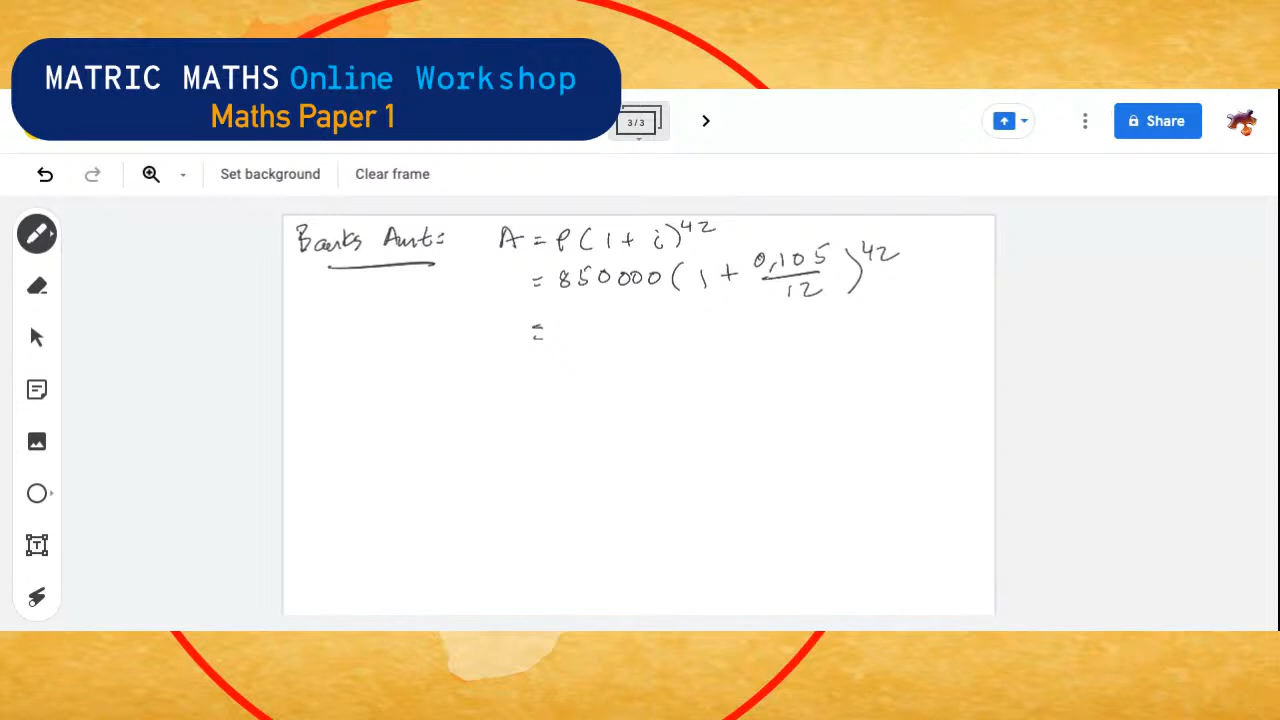 MATRIC MATHS Online Workshop
Maths Paper 1
3 / 3
Share
Set background
Clear frame
Banks Amt: A = P(1 + i)^42
= 850000(1 + 0,105/12)^42
=